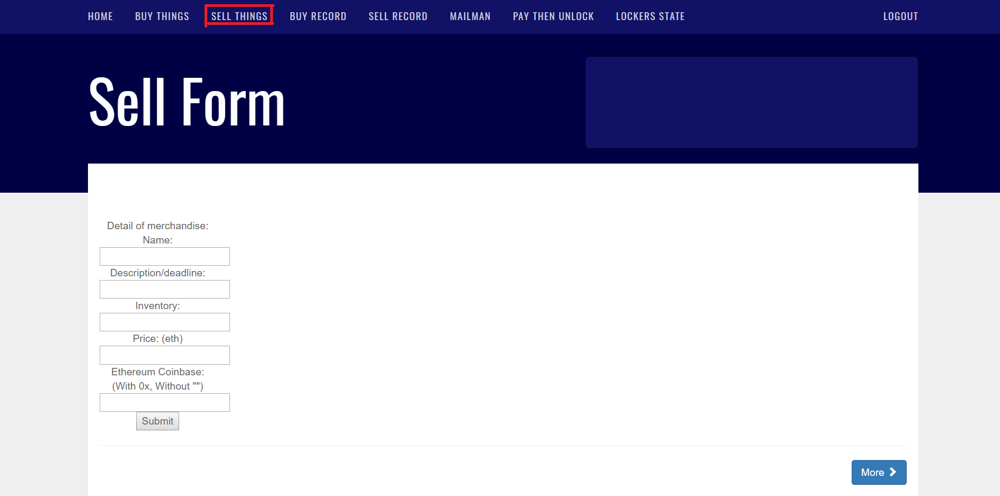 HOME BUY THINGS SELL THINGS BUY RECORD SELL RECORD MAILMAN PAY THEN UNLOCK LOCKERS STATE LOGOUT
Sell Form
Detail of merchandise:
Name:
Description/deadline:
Inventory:
Price: (eth)
Ethereum Coinbase:
(With 0x, Without "")
Submit
More